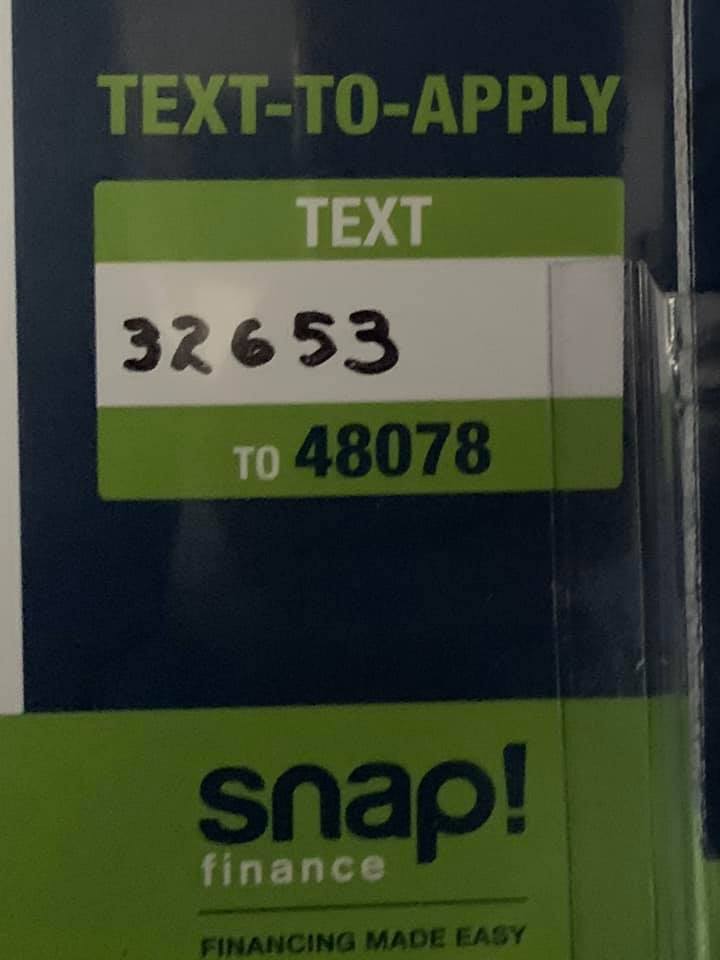 TEXT-TO-APPLY
TEXT
32653
TO 48078
snap!
finance
FINANCING MADE EASY